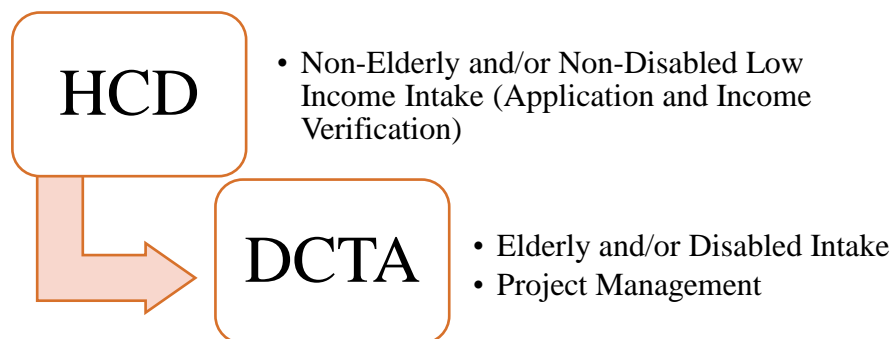 HCD
• Non-Elderly and/or Non-Disabled Low
Income Intake (Application and Income
Verification)
DCTA
• Elderly and/or Disabled Intake
• Project Management